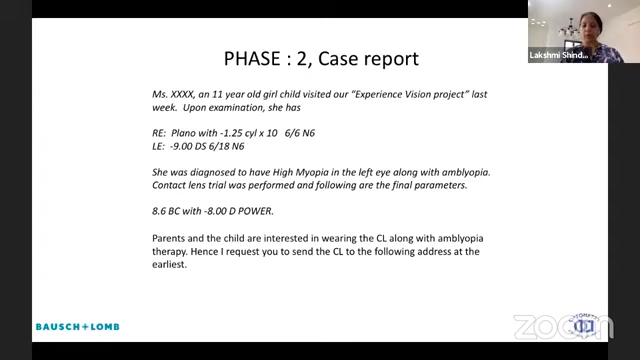 PHASE : 2, Case report
Ms. XXXX, an 11 year old girl child visited our “Experience Vision project” last
week. Upon examination, she has
RE: Plano with -1.25 cyl x 10 6/6 N6
LE: -9.00 DS 6/18 N6
She was diagnosed to have High Myopia in the left eye along with amblyopia.
Contact lens trial was performed and following are the final parameters.
8.6 BC with -8.00 D POWER.
Parents and the child are interested in wearing the CL along with amblyopia
therapy. Hence I request you to send the CL to the following address at the
earliest.
Lakshmi Shind...
BAUSCH+LOMB
zoom